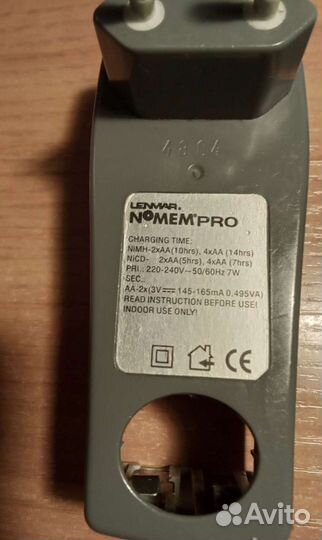 4804
LENMAR
NOMEM PRO
CHARGING TIME:
NiMH-2xAA(10hrs), 4xAA (14hrs)
NiCD- 2xAA(5hrs), 4xAA (7hrs)
PRI.. 220-240V~50/60Hz 7W
SEC..
AA-2x(3V⎓ 145-165mA 0.495VA)
READ INSTRUCTION BEFORE USE!
INDOOR USE ONLY!
CE
Avito